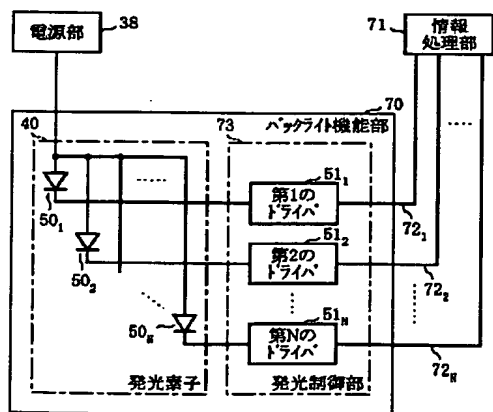 電源部
38
71
情報
処理部
70
バックライト機能部
40
73
50₁
第1の
ドライバ
51₁
72₁
50₂
第2の
ドライバ
51₂
72₂
50N
第Nの
ドライバ
51N
72N
発光素子
発光制御部